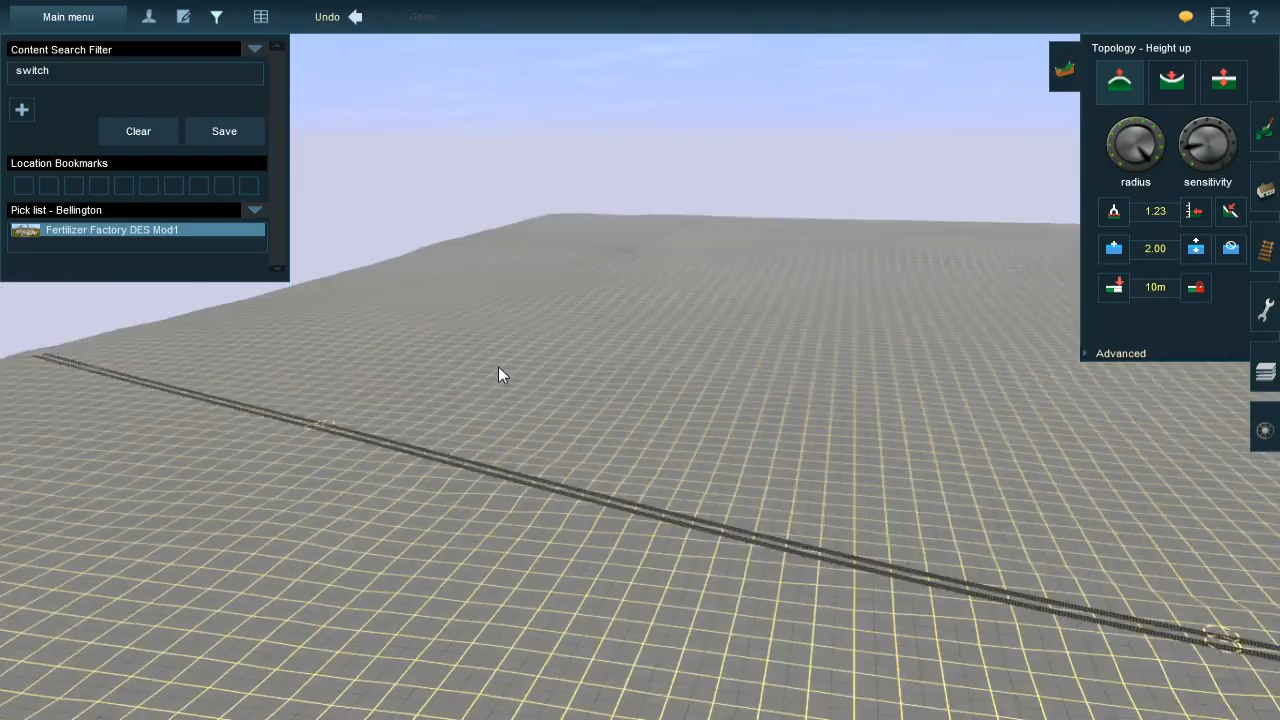 Main menu
Undo
Redo
?
Content Search Filter
switch
Clear
Save
Location Bookmarks
Pick list - Bellington
Fertilizer Factory DES Mod1
Topology - Height up
radius
sensitivity
1.23
2.00
10m
Advanced